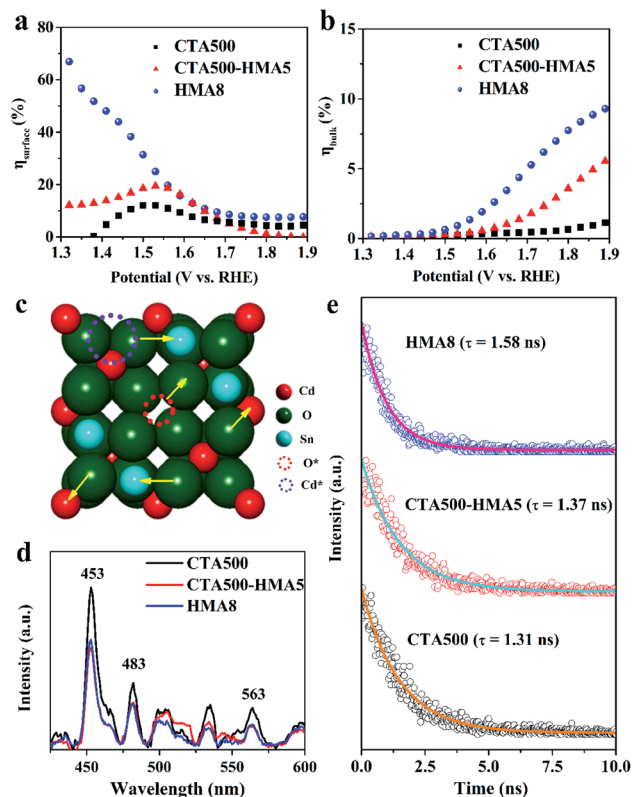 a
CTA500
CTA500-HMA5
HMA8
η_surface (%)
80
60
40
20
0
1.3 1.4 1.5 1.6 1.7 1.8 1.9
Potential (V vs. RHE)
b
CTA500
CTA500-HMA5
HMA8
η_bulk (%)
15
10
5
0
1.3 1.4 1.5 1.6 1.7 1.8 1.9
Potential (V vs. RHE)
c
Cd
O
Sn
O*
Cd*
d
CTA500
CTA500-HMA5
HMA8
453
483
563
Intensity (a.u.)
450 500 550 600
Wavelength (nm)
e
HMA8 (τ = 1.58 ns)
CTA500-HMA5 (τ = 1.37 ns)
CTA500 (τ = 1.31 ns)
Intensity (a.u.)
0.0 2.5 5.0 7.5 10.0
Time (ns)